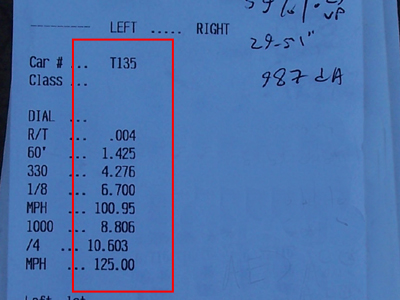 LEFT ..... RIGHT
Car # ... T135
Class ...
DIAL ...
R/T ... .004
60' ... 1.425
330 ... 4.276
1/8 ... 6.700
MPH ... 100.95
1000 ... 8.806
/4 ... 10.603
MPH ... 125.00
29-51"
987 dA